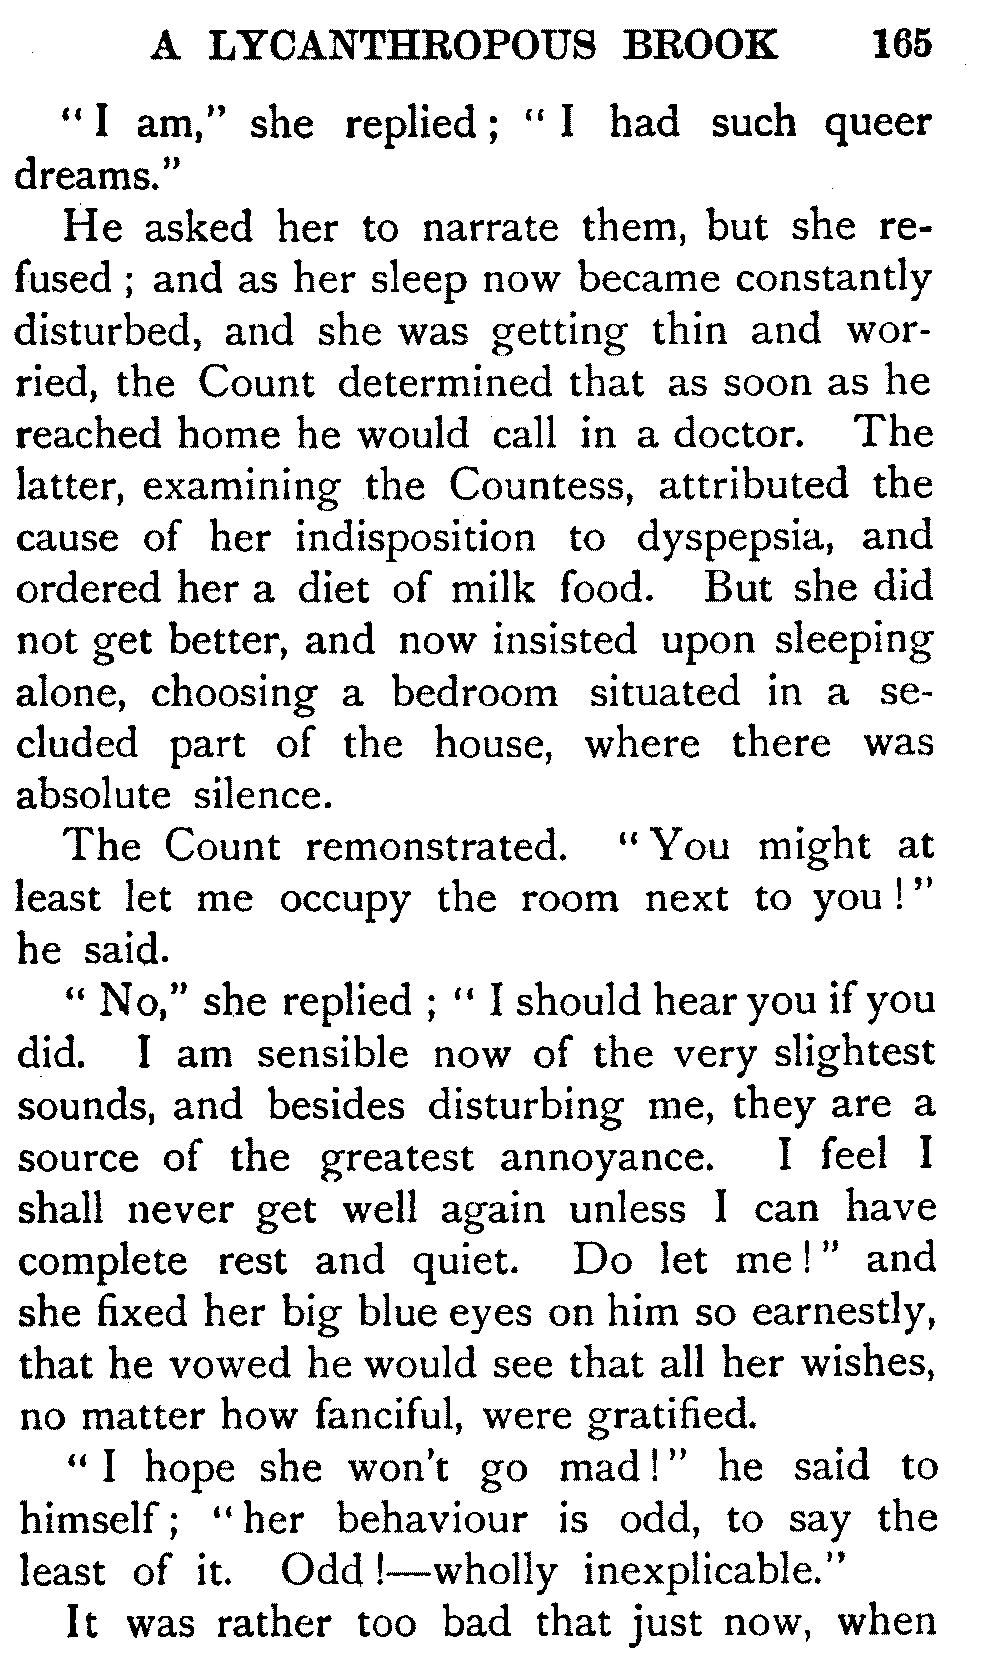 A LYCANTHROPOUS BROOK 165
"I am," she replied; "I had such queer
dreams."
He asked her to narrate them, but she re-
fused; and as her sleep now became constantly
disturbed, and she was getting thin and wor-
ried, the Count determined that as soon as he
reached home he would call in a doctor. The
latter, examining the Countess, attributed the
cause of her indisposition to dyspepsia, and
ordered her a diet of milk food. But she did
not get better, and now insisted upon sleeping
alone, choosing a bedroom situated in a se-
cluded part of the house, where there was
absolute silence.
The Count remonstrated. "You might at
least let me occupy the room next to you!"
he said.
"No," she replied; "I should hear you if you
did. I am sensible now of the very slightest
sounds, and besides disturbing me, they are a
source of the greatest annoyance. I feel I
shall never get well again unless I can have
complete rest and quiet. Do let me!" and
she fixed her big blue eyes on him so earnestly,
that he vowed he would see that all her wishes,
no matter how fanciful, were gratified.
"I hope she won't go mad!" he said to
himself; "her behaviour is odd, to say the
least of it. Odd!—wholly inexplicable."
It was rather too bad that just now, when